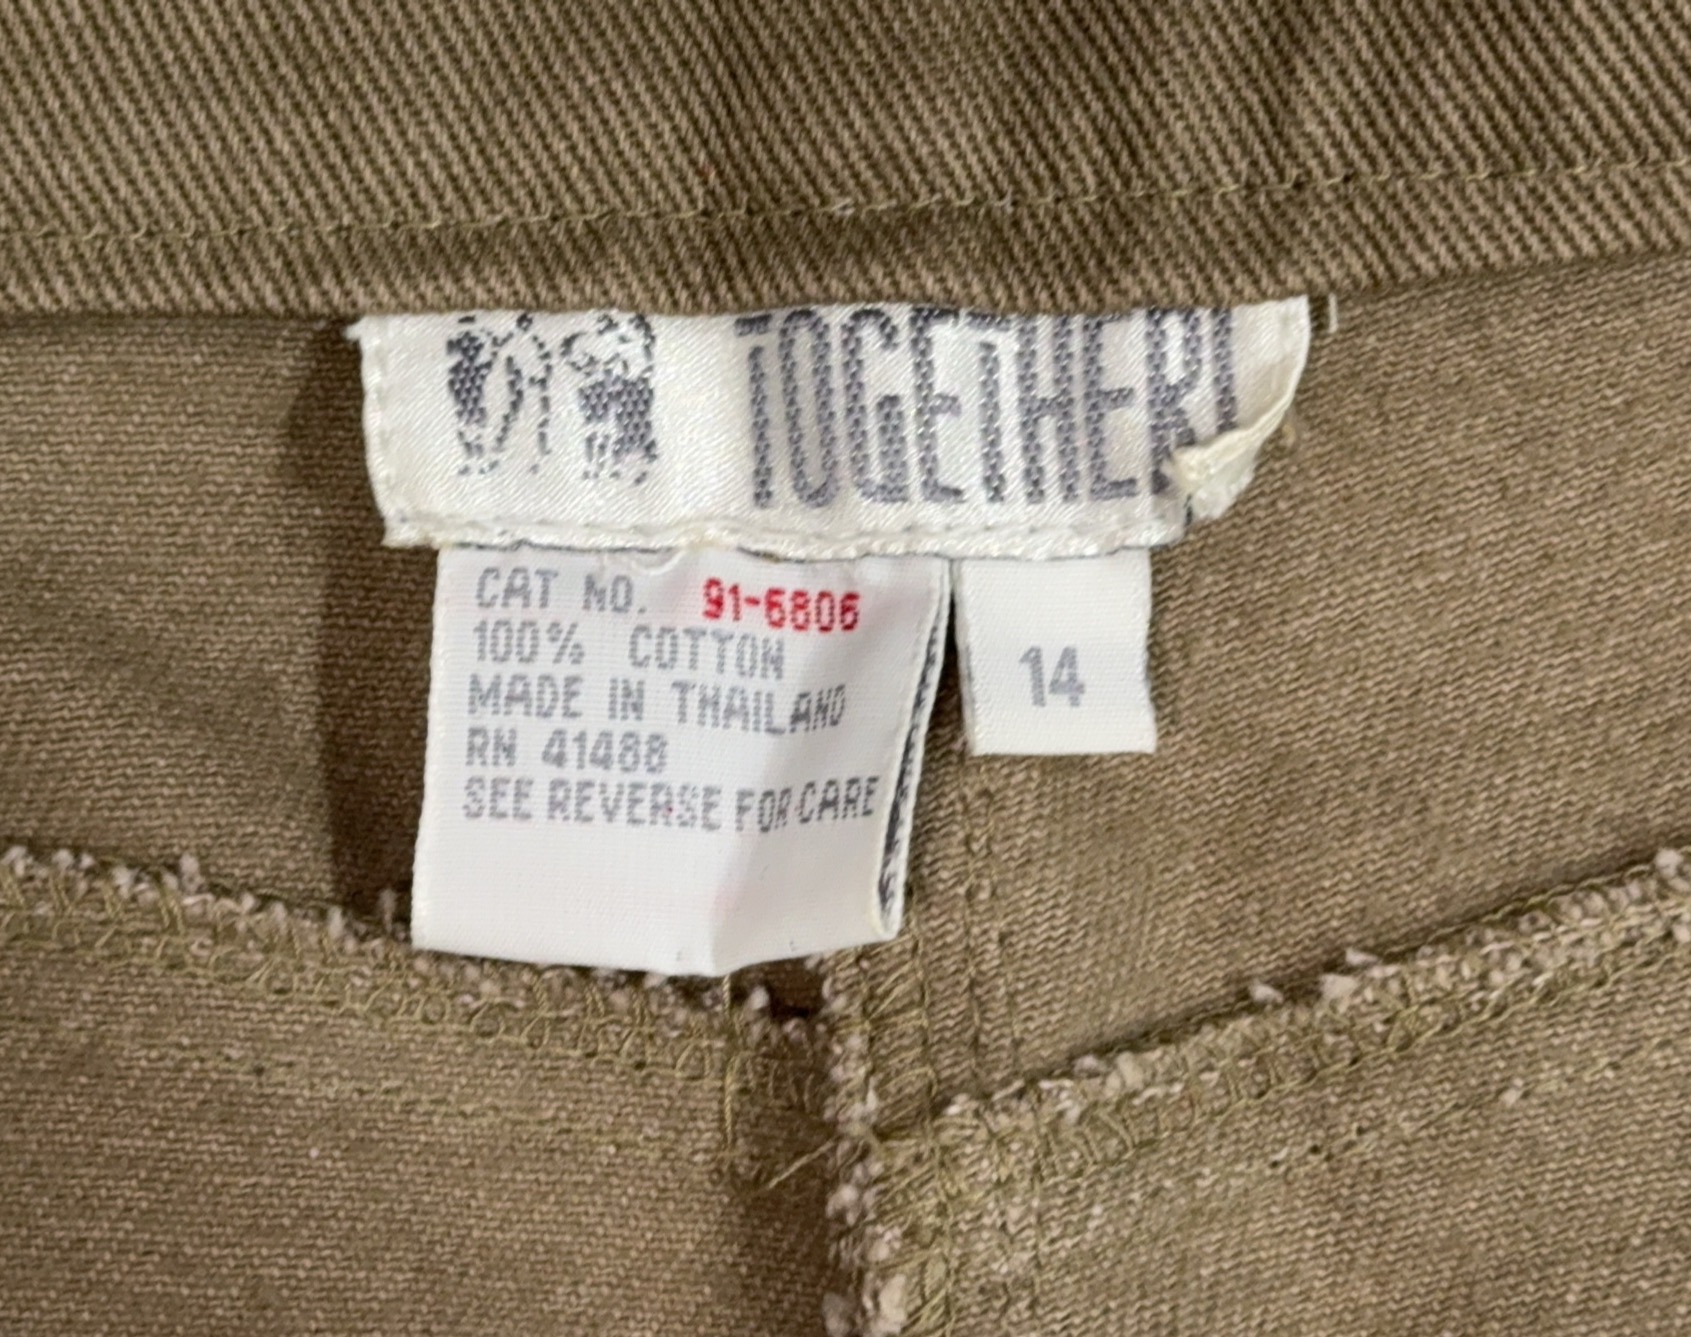 TOGETHER!
CAT NO. 91-6806
100% COTTON
MADE IN THAILAND
RN 41488
SEE REVERSE FOR CARE
14